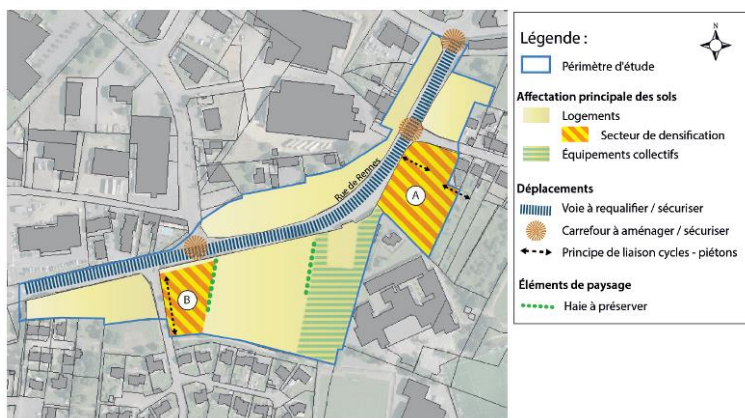 Rue de Rennes
A
B
Légende :
N
Périmètre d'étude
Affectation principale des sols
Logements
Secteur de densification
Équipements collectifs
Déplacements
Voie à requalifier / sécuriser
Carrefour à aménager / sécuriser
Principe de liaison cycles - piétons
Éléments de paysage
Haie à préserver